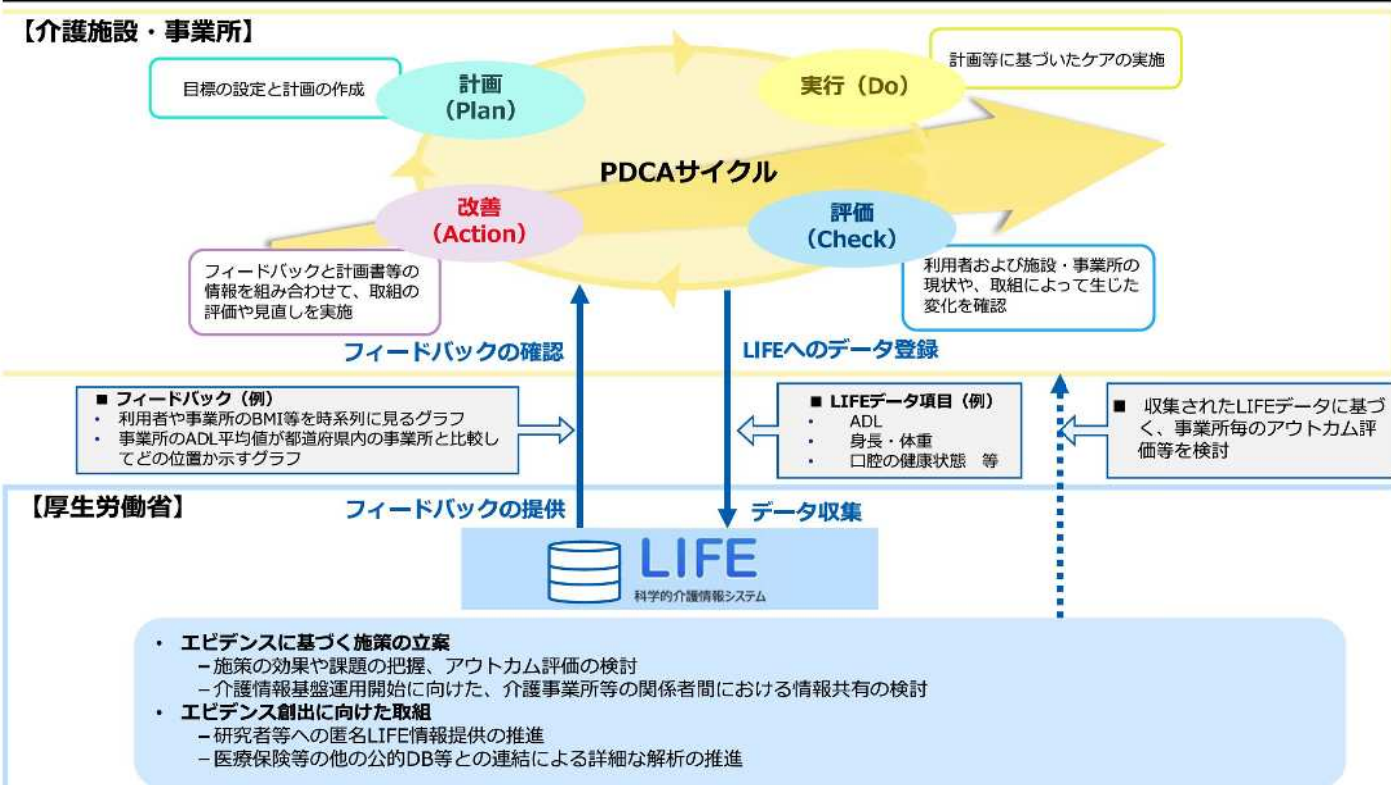 【介護施設・事業所】
目標の設定と計画の作成
計画
（Plan）
実行（Do）
計画等に基づいたケアの実施
PDCAサイクル
改善
（Action）
評価
（Check）
フィードバックと計画書等の
情報を組み合わせて、取組の
評価や見直しを実施
利用者および施設・事業所の
現状や、取組によって生じた
変化を確認
フィードバックの確認
LIFEへのデータ登録
■ フィードバック（例）
• 利用者や事業所のBMI等を時系列に見るグラフ
• 事業所のADL平均値が都道府県内の事業所と比較し
てどの位置か示すグラフ
■ LIFEデータ項目（例）
• ADL
• 身長・体重
• 口腔の健康状態　等
■ 収集されたLIFEデータに基づ
く、事業所毎のアウトカム評
価等を検討
【厚生労働省】
フィードバックの提供
データ収集
LIFE
科学的介護情報システム
• エビデンスに基づく施策の立案
－施策の効果や課題の把握、アウトカム評価の検討
－介護情報基盤運用開始に向けた、介護事業所等の関係者間における情報共有の検討
• エビデンス創出に向けた取組
－研究者等への匿名LIFE情報提供の推進
－医療保険等の他の公的DB等との連結による詳細な解析の推進